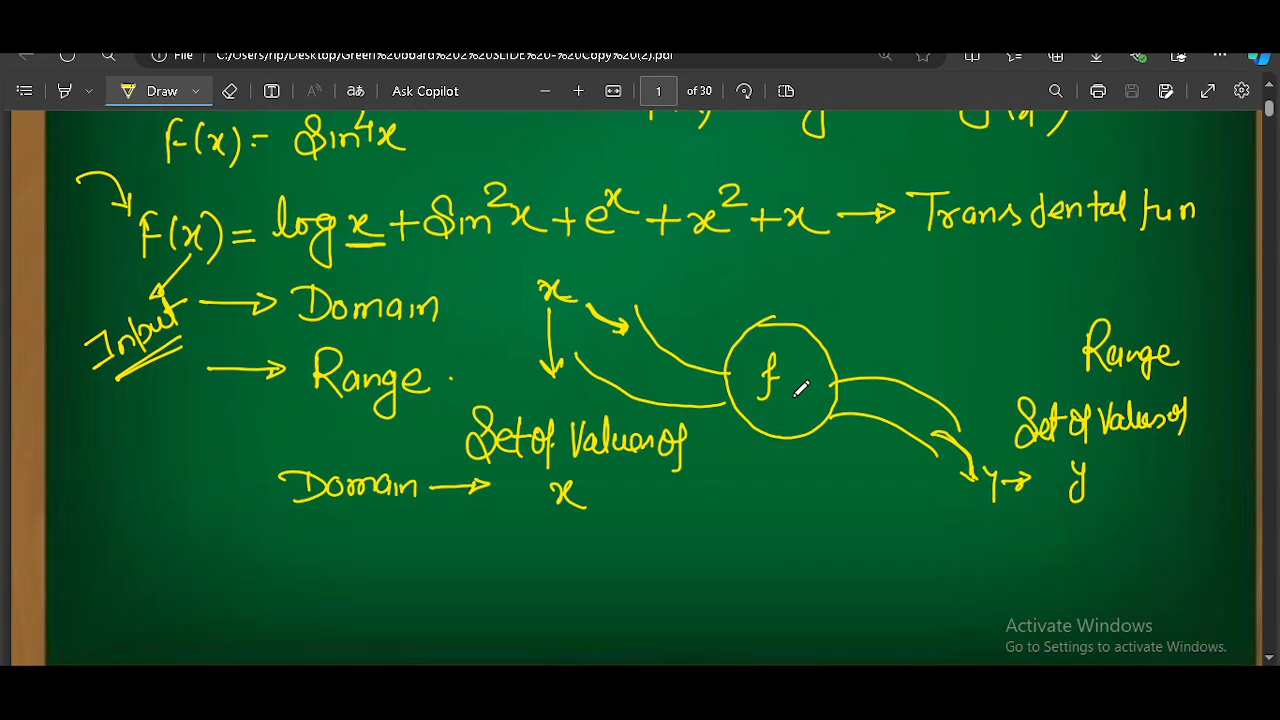 File C:/Users/hp/Desktop/Green%20board%202%20SLIDE%20-%20Copy%20(2).pdf
Draw Ask Copilot 1 of 30
F(x) = Sin⁴x
F(x) = log x + Sin²x + eˣ + x² + x → Transdental fun
Input → Domain
→ Range .
x
f
Range
Set of Values of
y → y
Set of Values of
Domain → x
Activate Windows
Go to Settings to activate Windows.